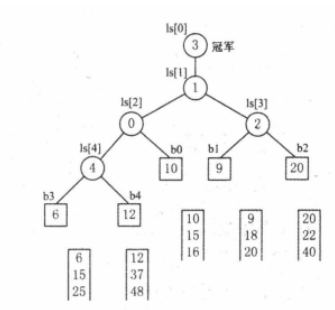 ls[0]
3 冠军
ls[1]
1
ls[2] ls[3]
0 2
ls[4] b0 b1 b2
4 10 9 20
b3 b4
6 12
10 9 20
15 18 22
16 20 40
6 12
15 37
25 48